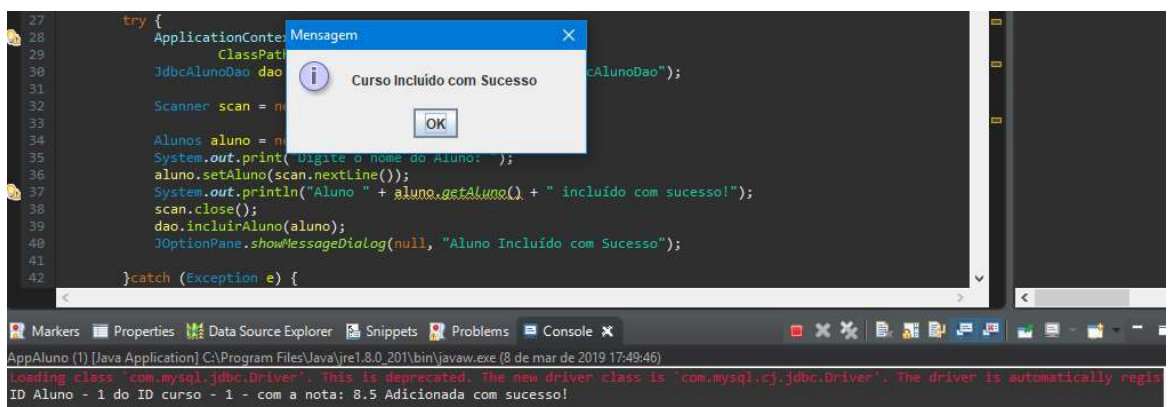 27 try {
28 ApplicationConte
29 ClassPath
30 JdbcAlunoDao dao cAlunoDao");
31
32 Scanner scan = n
33
34 Alunos aluno = n
35 System.out.print("Digite o nome do Aluno: ");
36 aluno.setAluno(scan.nextLine());
37 System.out.println("Aluno " + aluno.getAluno() + " incluído com sucesso!");
38 scan.close();
39 dao.incluirAluno(aluno);
40 JOptionPane.showMessageDialog(null, "Aluno Incluído com Sucesso");
41
42 }catch (Exception e) {
Mensagem
Curso Incluído com Sucesso
OK
Markers Properties Data Source Explorer Snippets Problems Console
AppAluno (1) [Java Application] C:\Program Files\Java\jre1.8.0_201\bin\javaw.exe (8 de mar de 2019 17:49:46)
Loading class `com.mysql.jdbc.Driver'. This is deprecated. The new driver class is `com.mysql.cj.jdbc.Driver'. The driver is automatically regis
ID Aluno - 1 do ID curso - 1 - com a nota: 8.5 Adicionada com sucesso!